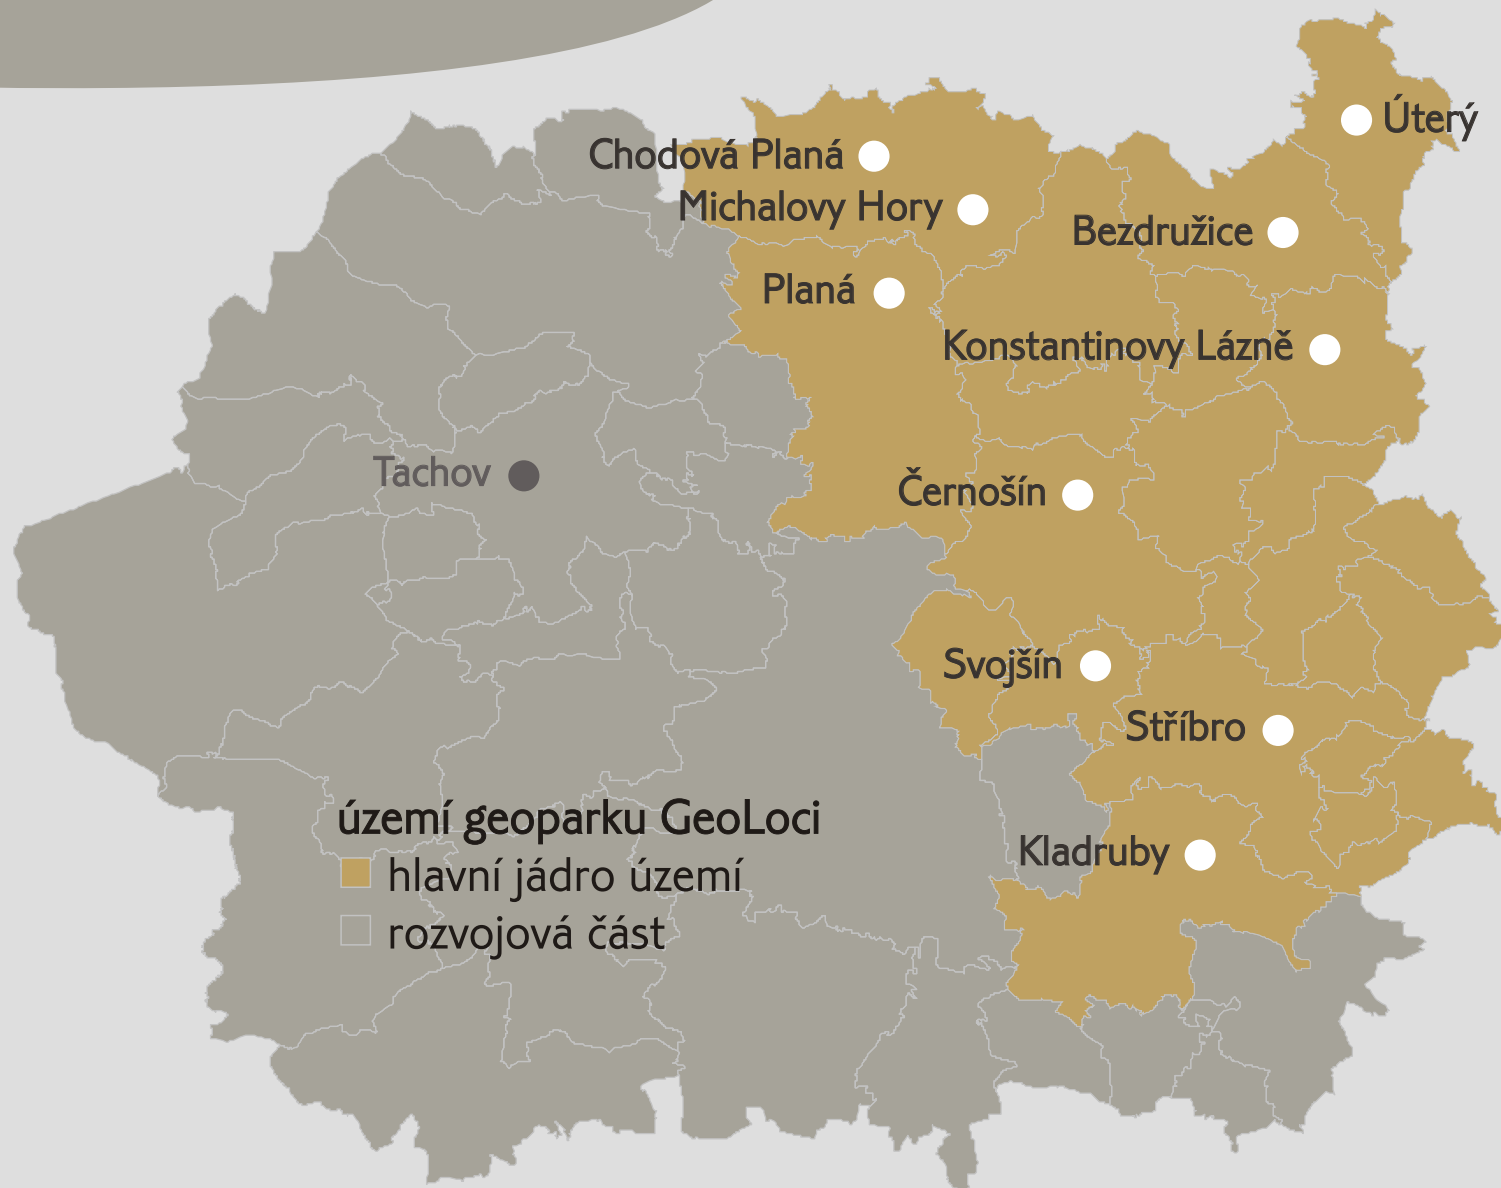 Úterý
Chodová Planá
Michalovy Hory
Bezdružice
Planá
Konstantinovy Lázně
Tachov
Černošín
Svojšín
Stříbro
území geoparku GeoLoci
Kladruby
hlavní jádro území
rozvojová část